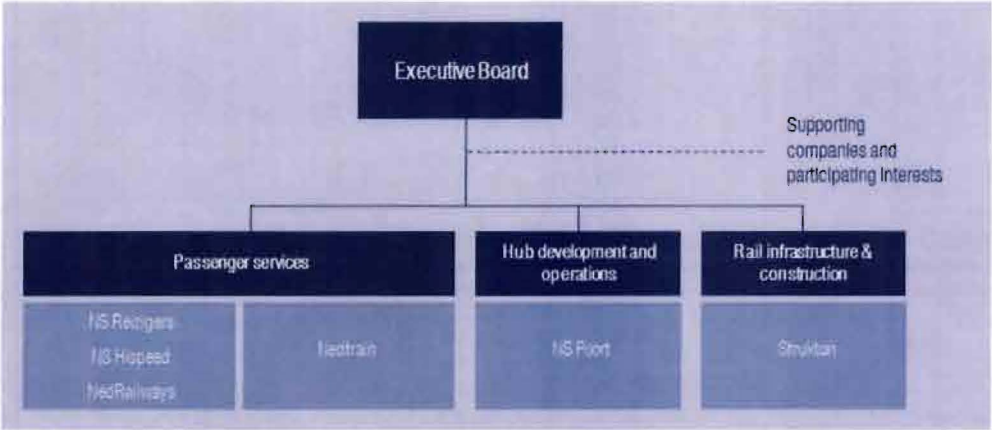 Executive Board
Supporting
companies and
participating interests
Passenger services
Hub development and
operations
Rail infrastructure &
construction
NS Reizigers
NS Hispeed
NedRailways
Nedtrain
NS Poort
Strukton